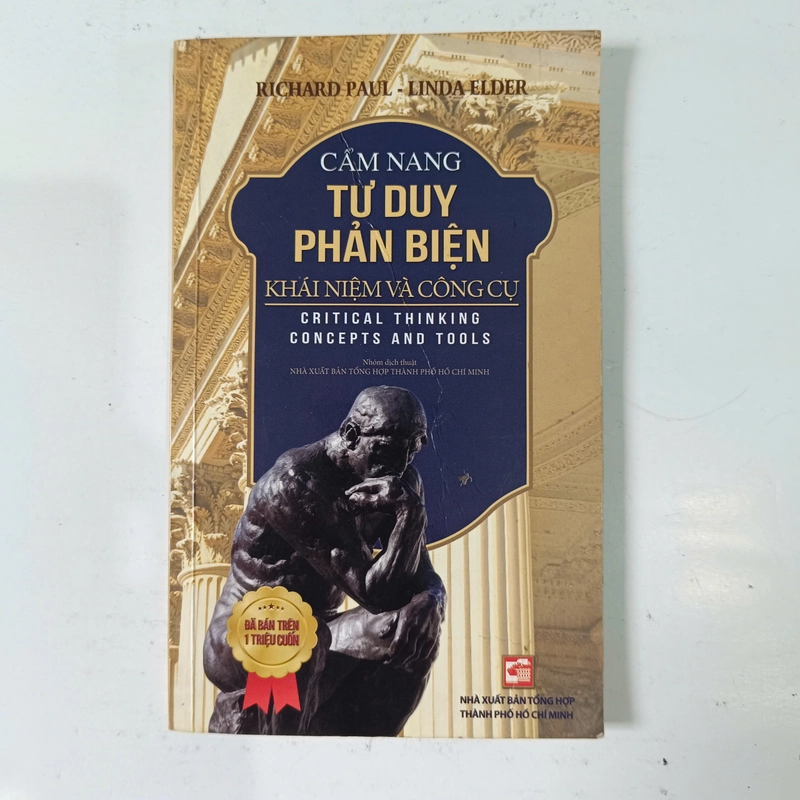 RICHARD PAUL - LINDA ELDER
CẨM NANG
TƯ DUY
PHẢN BIỆN
KHÁI NIỆM VÀ CÔNG CỤ
CRITICAL THINKING
CONCEPTS AND TOOLS
Nhóm dịch thuật
NHÀ XUẤT BẢN TỔNG HỢP THÀNH PHỐ HỒ CHÍ MINH
ĐÃ BÁN TRÊN
1 TRIỆU CUỐN
NHÀ XUẤT BẢN TỔNG HỢP
THÀNH PHỐ HỒ CHÍ MINH